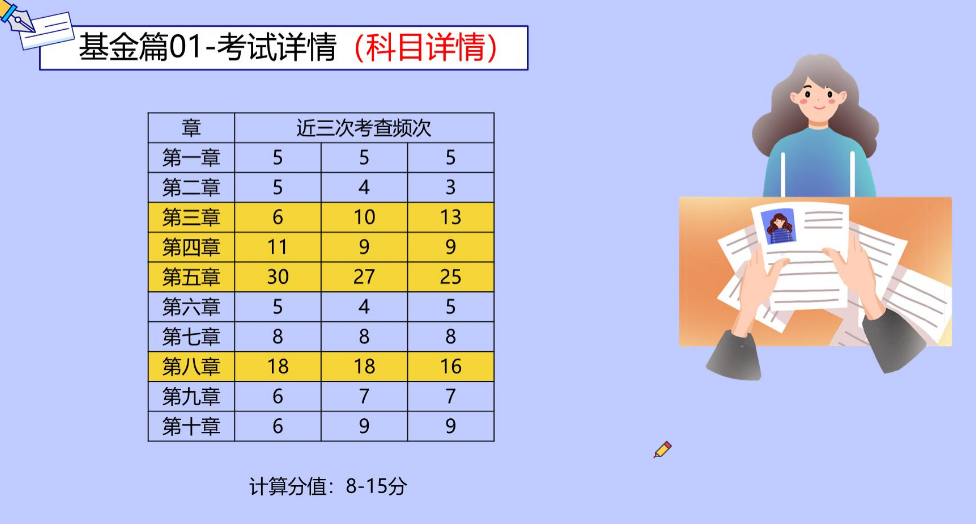 基金篇01-考试详情（科目详情）
章 近三次考查频次
第一章 5 5 5
第二章 5 4 3
第三章 6 10 13
第四章 11 9 9
第五章 30 27 25
第六章 5 4 5
第七章 8 8 8
第八章 18 18 16
第九章 6 7 7
第十章 6 9 9
计算分值：8-15分